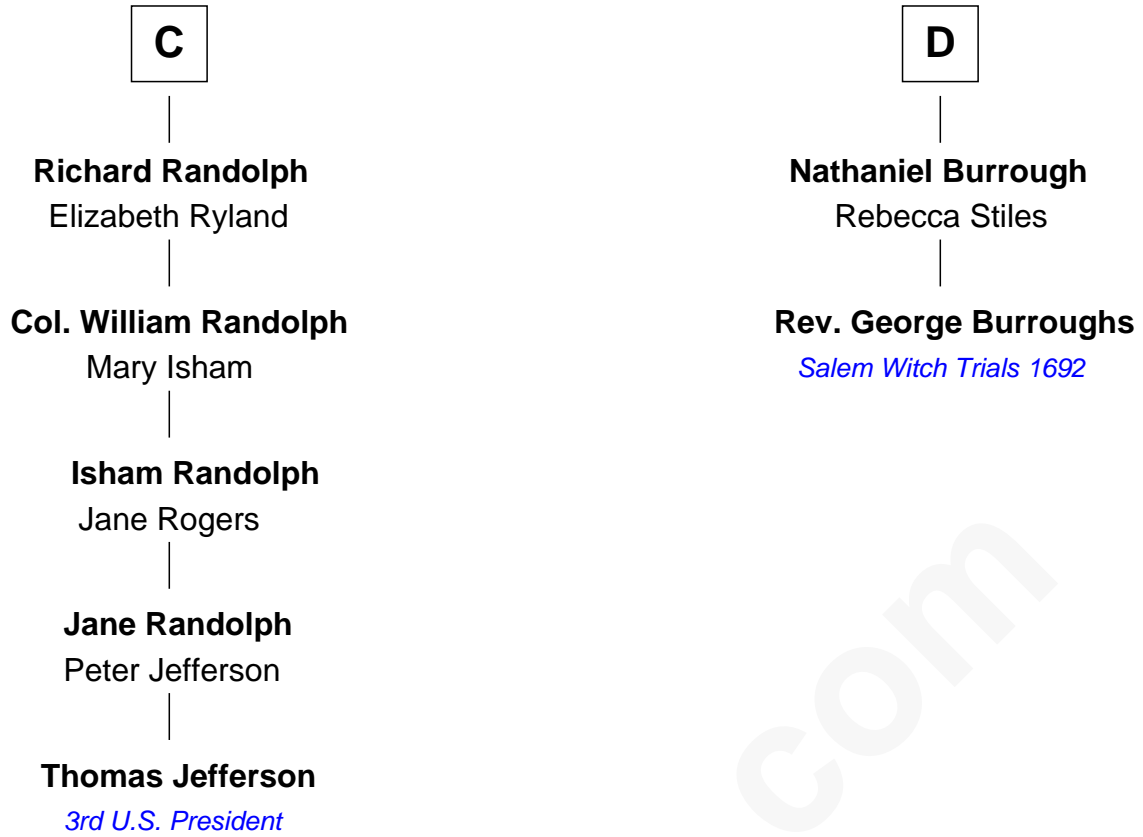 C
Richard Randolph
Elizabeth Ryland
Col. William Randolph
Mary Isham
Isham Randolph
Jane Rogers
Jane Randolph
Peter Jefferson
Thomas Jefferson
3rd U.S. President
D
Nathaniel Burrough
Rebecca Stiles
Rev. George Burroughs
Salem Witch Trials 1692
com